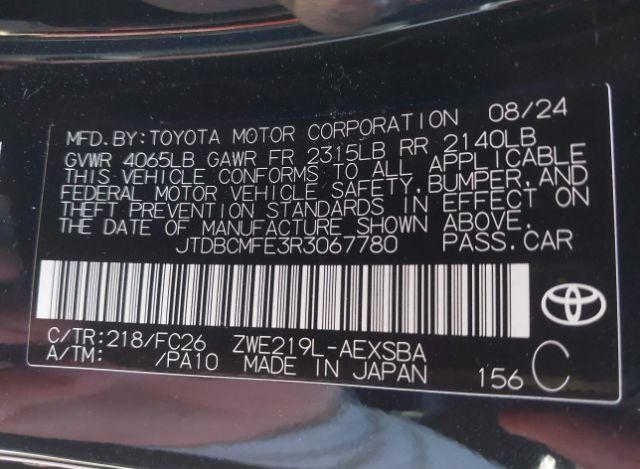 MFD.BY:TOYOTA MOTOR CORPORATION 08/24
GVWR 4065LB GAWR FR 2315LB RR 2140LB
THIS VEHICLE CONFORMS TO ALL APPLICABLE
FEDERAL MOTOR VEHICLE SAFETY,BUMPER,AND
THEFT PREVENTION STANDARDS IN EFFECT ON
THE DATE OF MANUFACTURE SHOWN ABOVE.
JTDBCMFE3R3067780 PASS.CAR
C/TR:218/FC26 ZWE219L-AEXSBA
A/TM: /PA10 MADE IN JAPAN 156 C